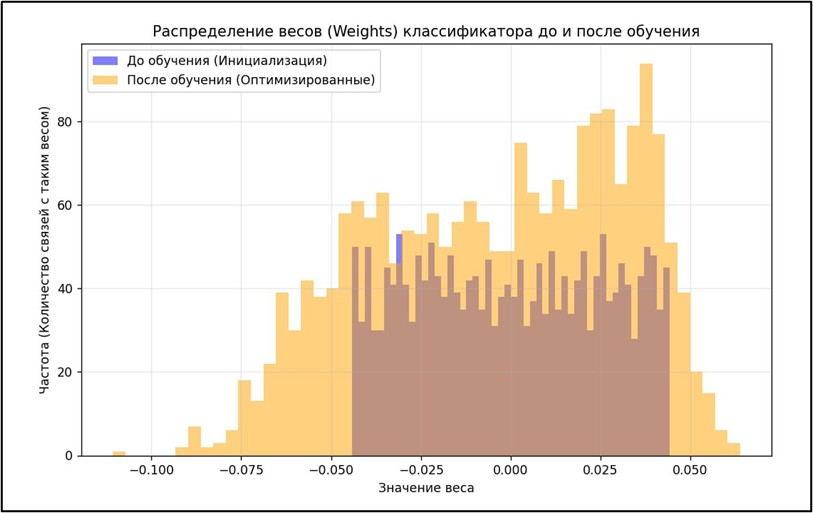 Распределение весов (Weights) классификатора до и после обучения
До обучения (Инициализация)
После обучения (Оптимизированные)
Частота (Количество связей с таким весом)
80
60
40
20
0
−0.100
−0.075
−0.050
−0.025
0.000
0.025
0.050
Значение веса